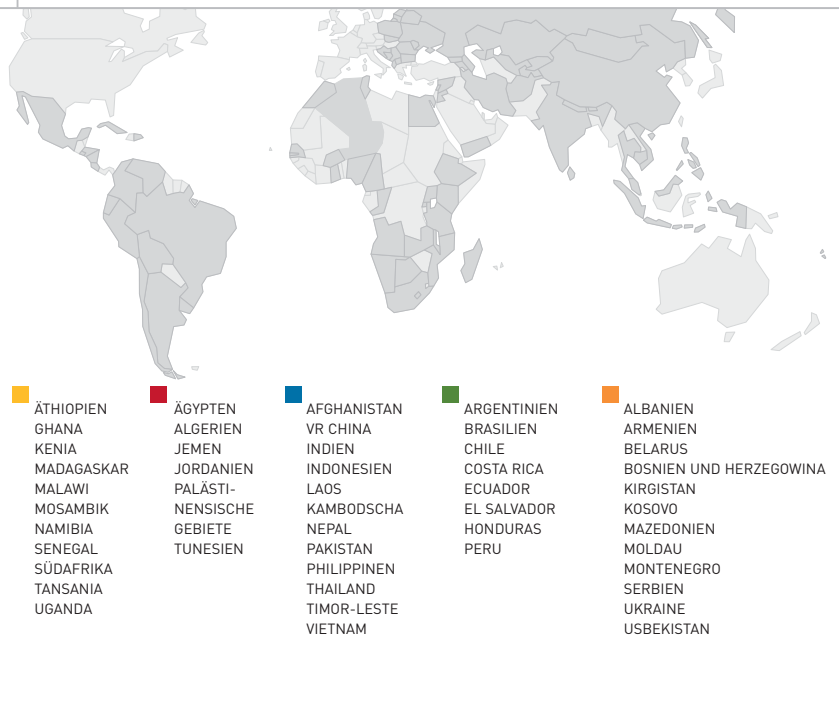 ÄTHIOPIEN
GHANA
KENIA
MADAGASKAR
MALAWI
MOSAMBIK
NAMIBIA
SENEGAL
SÜDAFRIKA
TANSANIA
UGANDA
ÄGYPTEN
ALGERIEN
JEMEN
JORDANIEN
PALÄSTI-
NENSISCHE
GEBIETE
TUNESIEN
AFGHANISTAN
VR CHINA
INDIEN
INDONESIEN
LAOS
KAMBODSCHA
NEPAL
PAKISTAN
PHILIPPINEN
THAILAND
TIMOR-LESTE
VIETNAM
ARGENTINIEN
BRASILIEN
CHILE
COSTA RICA
ECUADOR
EL SALVADOR
HONDURAS
PERU
ALBANIEN
ARMENIEN
BELARUS
BOSNIEN UND HERZEGOWINA
KIRGISTAN
KOSOVO
MAZEDONIEN
MOLDAU
MONTENEGRO
SERBIEN
UKRAINE
USBEKISTAN